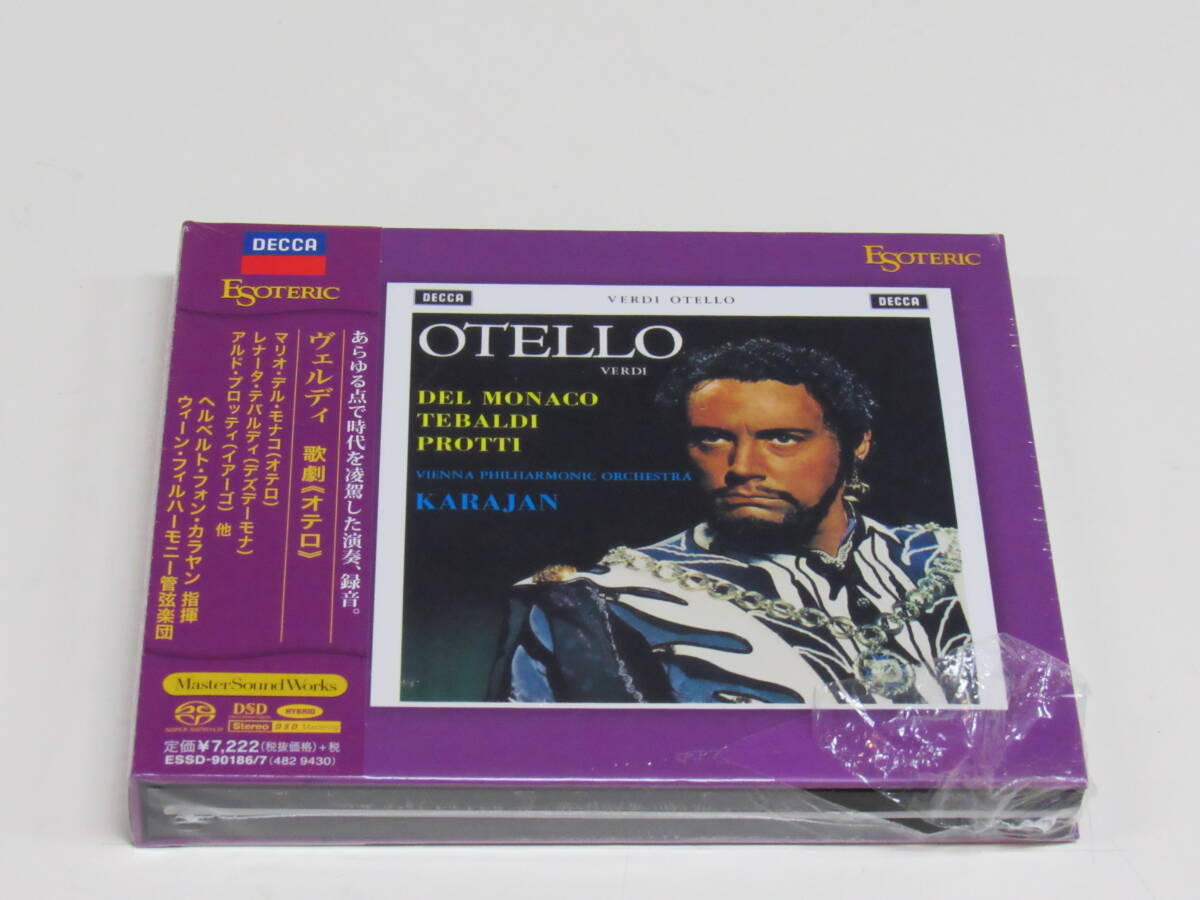 DECCA
ESOTERIC
あらゆる点で時代を凌駕した演奏、録音。
ヴェルディ 歌劇《オテロ》
マリオ・デル・モナコ(オテロ)
レナータ・テバルディ(デズデーモナ)
アルド・プロッティ(イアーゴ) 他
ヘルベルト・フォン・カラヤン 指揮
ウィーン・フィルハーモニー管弦楽団
MasterSoundWorks
SUPER AUDIO CD
DSD
HYBRID
Stereo
DSD Mastering
定価¥7,222(税抜価格)+税
ESSD-90186/7(482 9430)
ESOTERIC
DECCA
VERDI OTELLO
DECCA
OTELLO
VERDI
DEL MONACO
TEBALDI
PROTTI
VIENNA PHILHARMONIC ORCHESTRA
KARAJAN